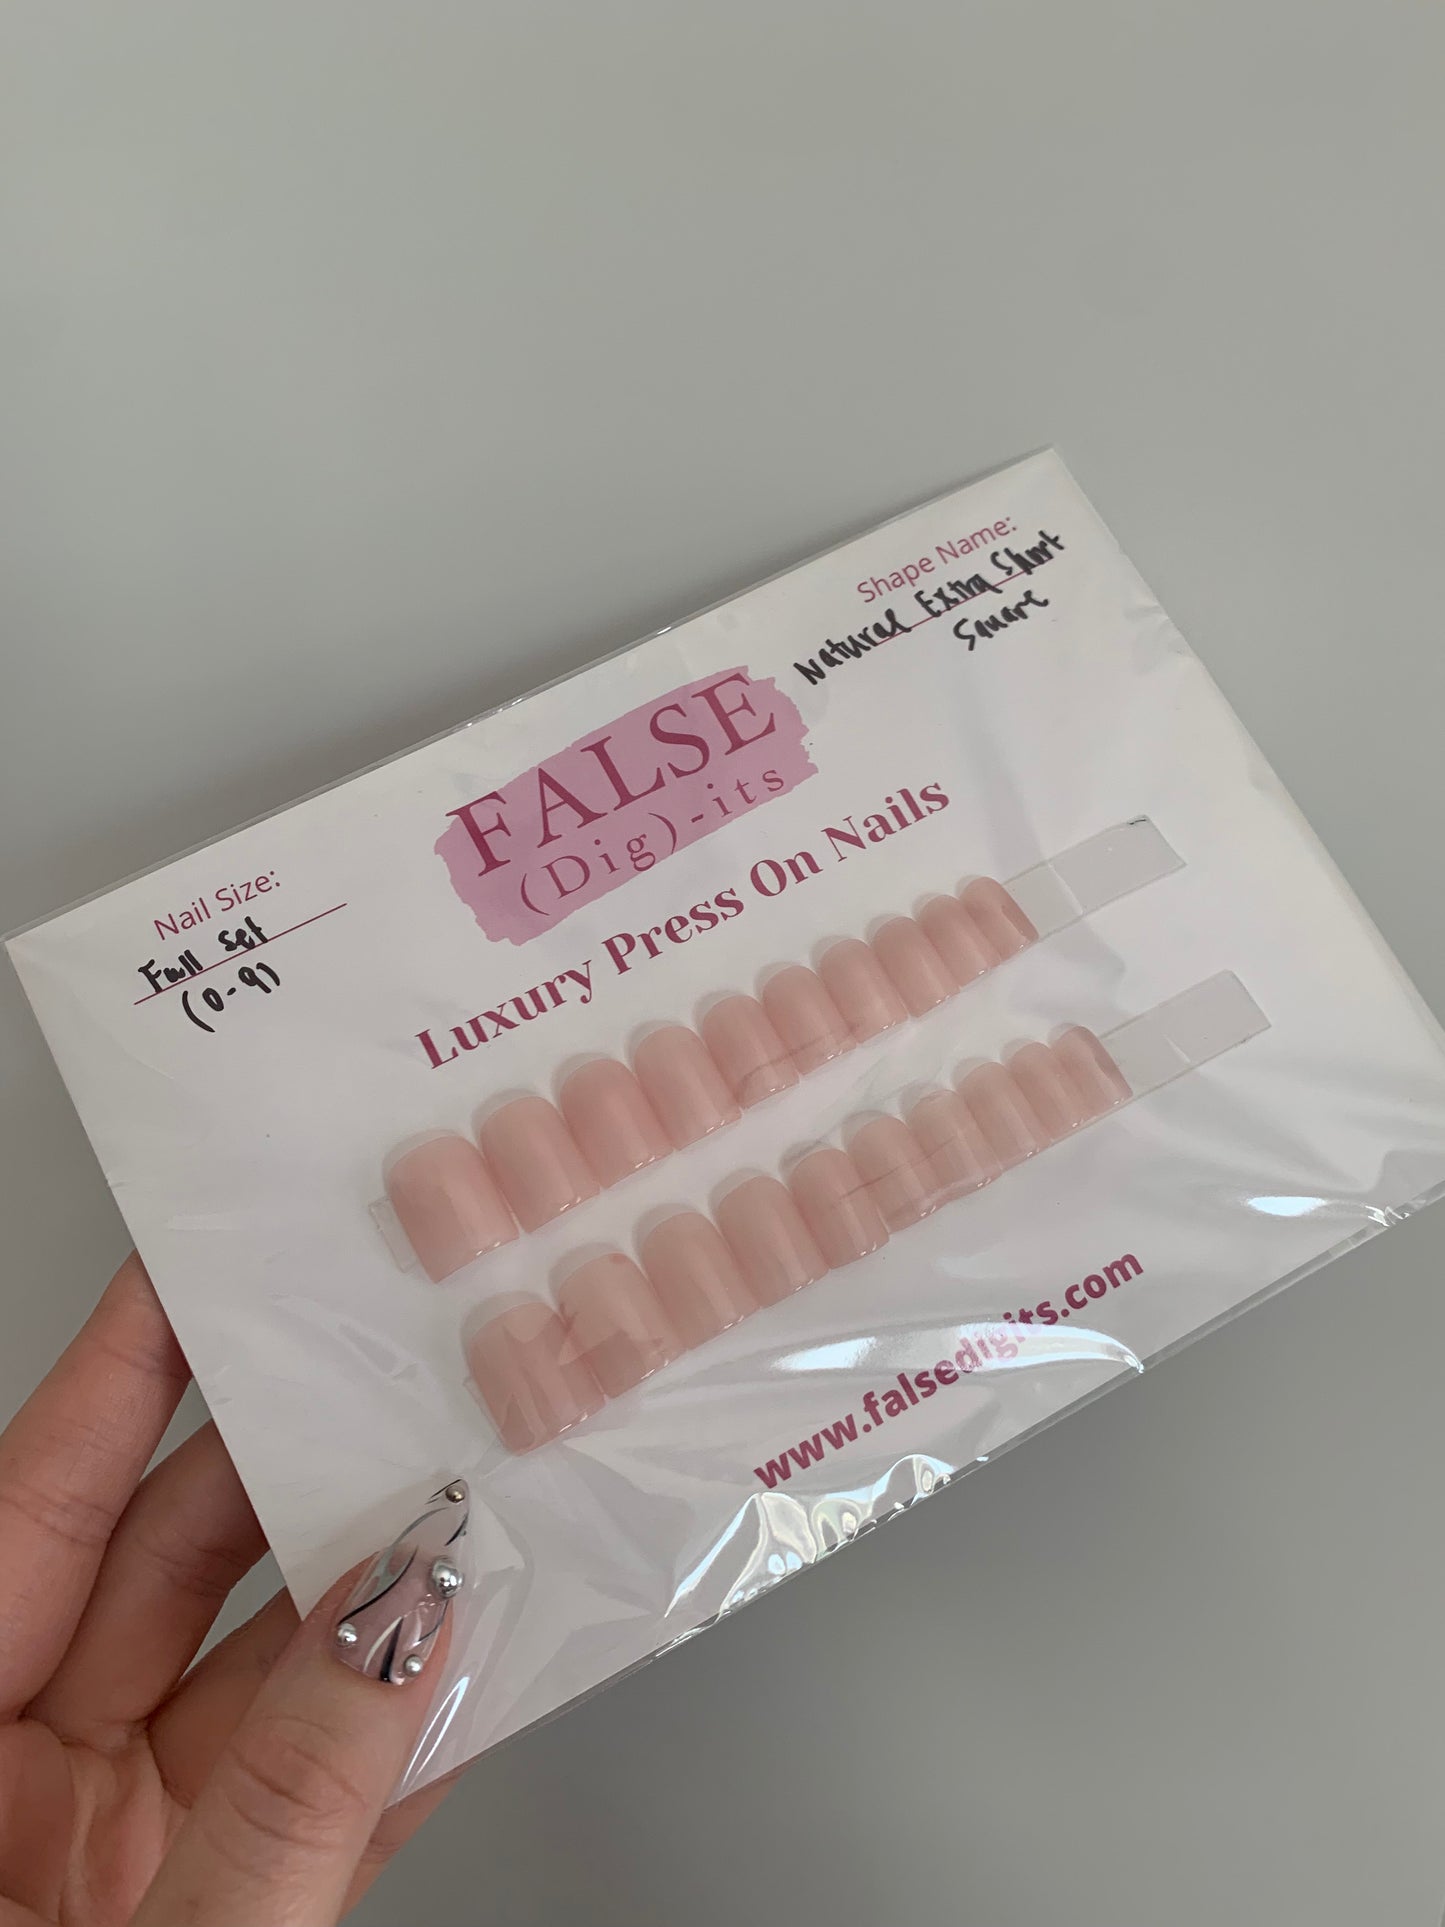 Shape Name:
Natural Extra Short
Square
FALSE
(Dig)-its
Luxury Press On Nails
Nail Size:
Full set
(0-9)
www.falsedigits.com